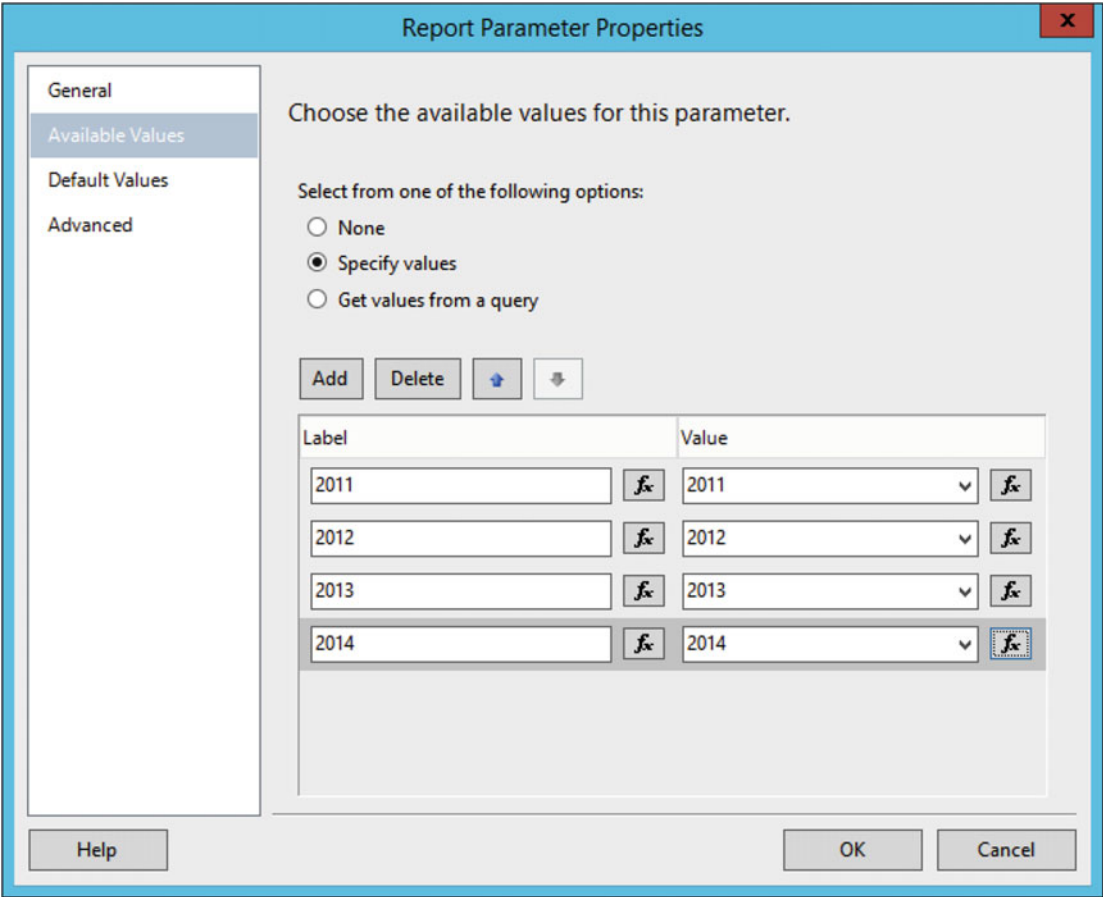 Report Parameter Properties
x
General
Available Values
Default Values
Advanced
Choose the available values for this parameter.
Select from one of the following options:
None
Specify values
Get values from a query
Add Delete
Label Value
2011 fx 2011 fx
2012 fx 2012 fx
2013 fx 2013 fx
2014 fx 2014 fx
Help OK Cancel